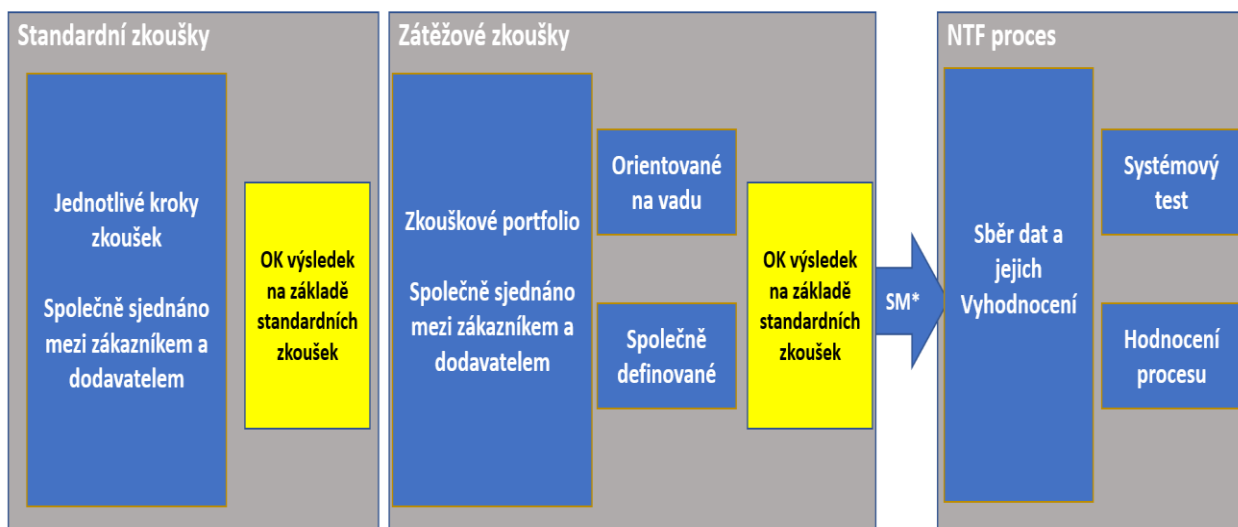 Standardní zkoušky
Jednotlivé kroky
zkoušek
Společně sjednáno
mezi zákazníkem a
dodavatelem
OK výsledek
na základě
standardních
zkoušek
Zátěžové zkoušky
Zkouškové portfolio
Společně sjednáno
mezi zákazníkem a
dodavatelem
Orientované
na vadu
Společně
definované
OK výsledek
na základě
standardních
zkoušek
SM*
NTF proces
Sběr dat a
jejich
Vyhodnocení
Systémový
test
Hodnocení
procesu